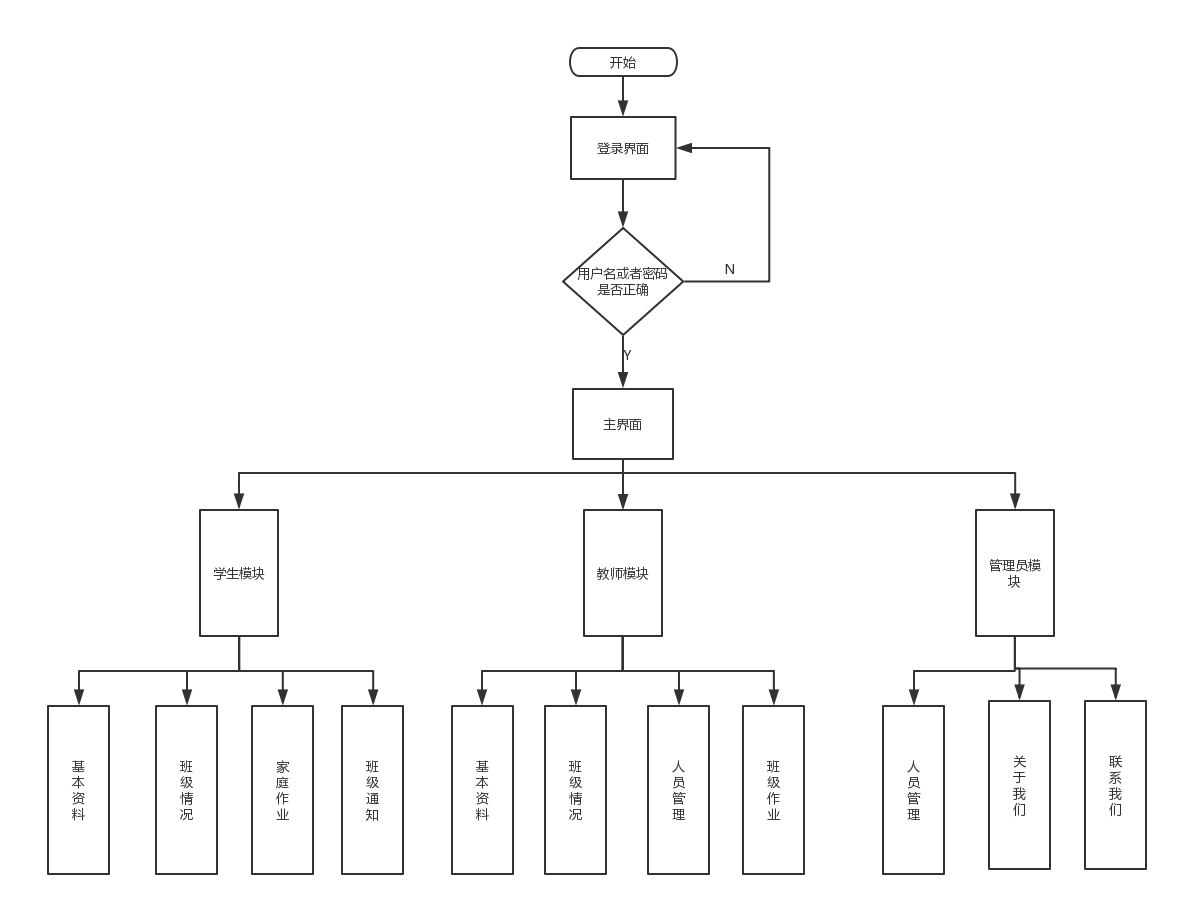 开始
登录界面
用户名或者密码
是否正确
N
Y
主界面
学生模块
教师模块
管理员模
块
基本资料
班级情况
家庭作业
班级通知
基本资料
班级情况
人员管理
班级作业
人员管理
关于我们
联系我们